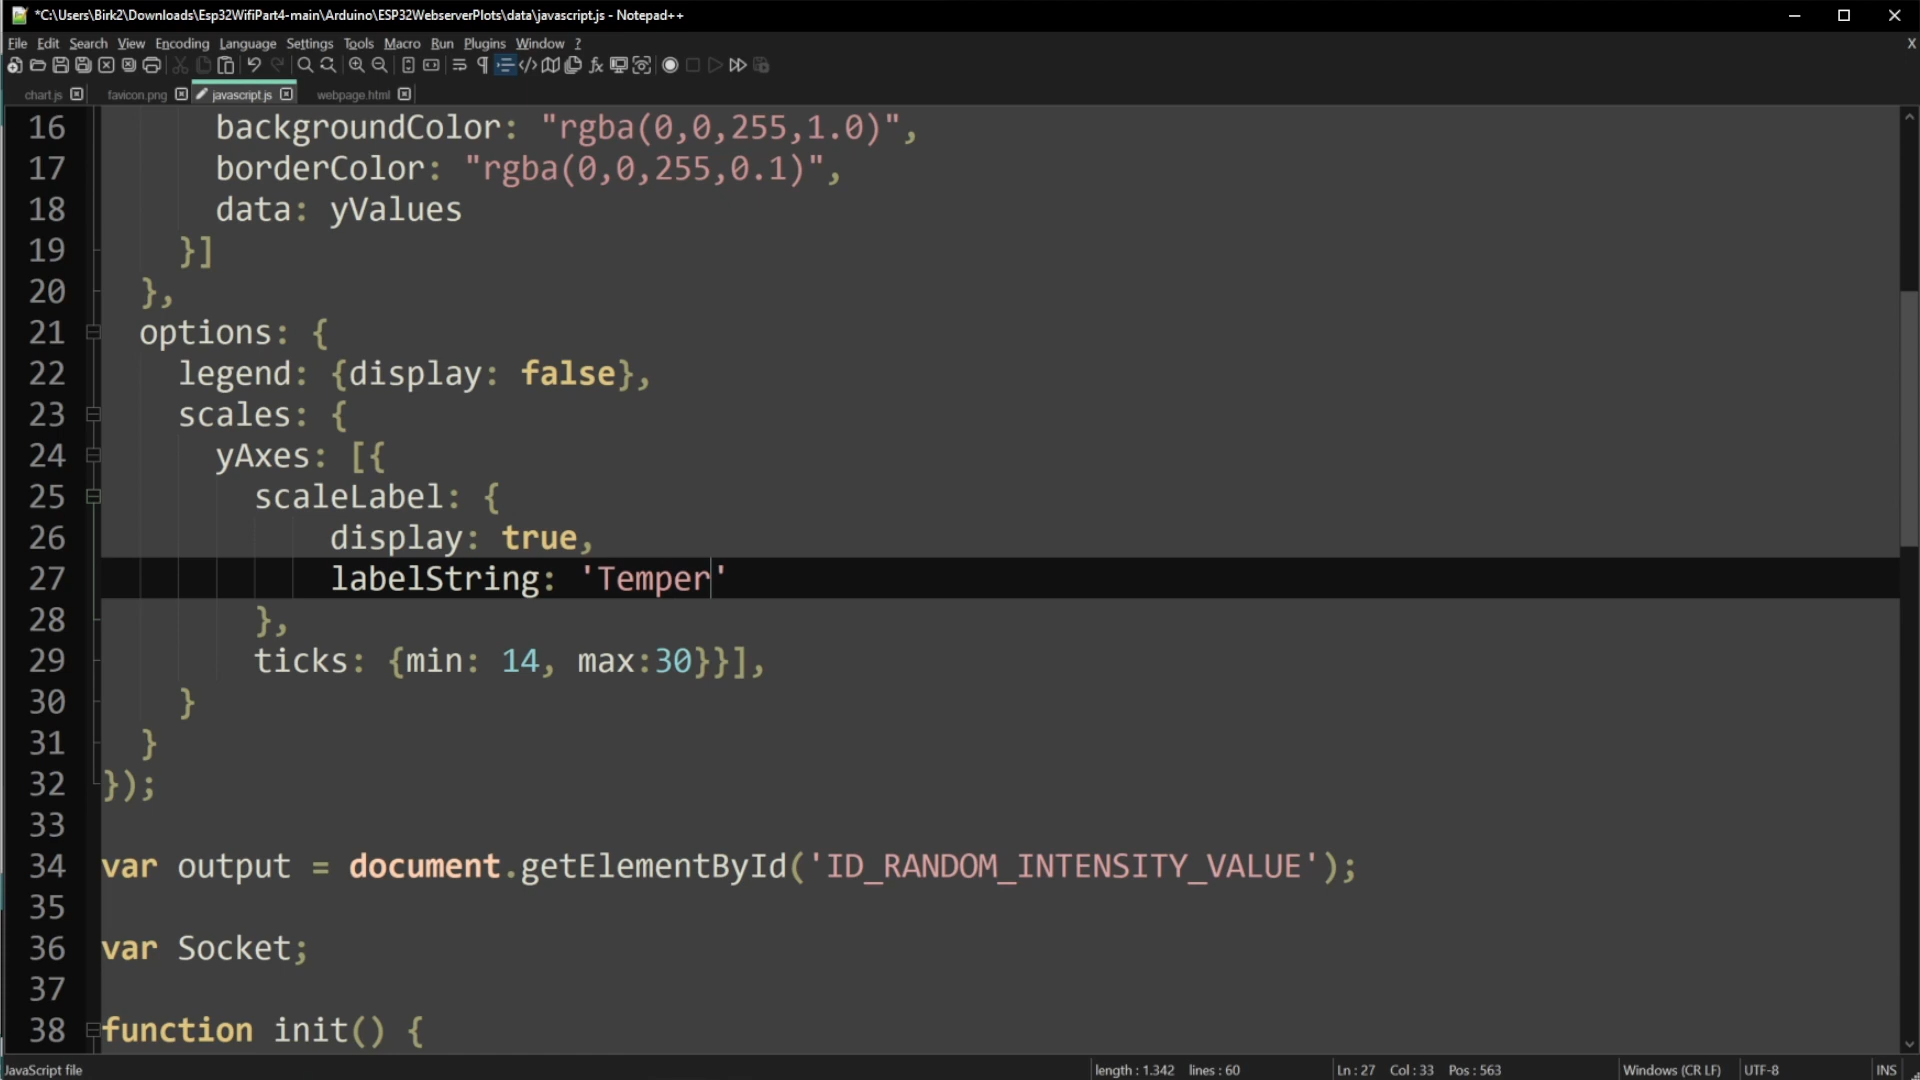 *C:\Users\Birk2\Downloads\Esp32WifiPart4-main\Arduino\ESP32WebserverPlots\data\javascript.js - Notepad++
File Edit Search View Encoding Language Settings Tools Macro Run Plugins Window ? X
chart.js favicon.png javascript.js webpage.html
16 backgroundColor: "rgba(0,0,255,1.0)",
17 borderColor: "rgba(0,0,255,0.1)",
18 data: yValues
19 }]
20 },
21 options: {
22 legend: {display: false},
23 scales: {
24 yAxes: [{
25 scaleLabel: {
26 display: true,
27 labelString: 'Temper'
28 },
29 ticks: {min: 14, max:30}}],
30 }
31 }
32 });
33
34 var output = document.getElementById('ID_RANDOM_INTENSITY_VALUE');
35
36 var Socket;
37
38 function init() {
JavaScript file length : 1.342 lines : 60 Ln : 27 Col : 33 Pos : 563 Windows (CR LF) UTF-8 INS